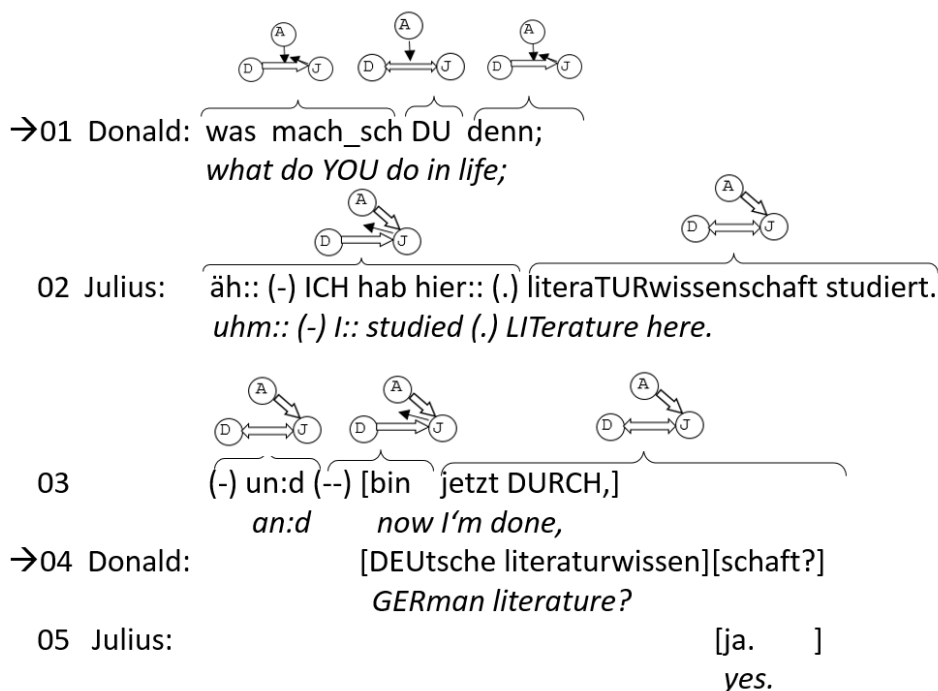 A A A
D J D J D J
→01 Donald: was mach_sch DU denn;
what do YOU do in life;
A A
D J D J
02 Julius: äh:: (-) ICH hab hier:: (.) literaTURwissenschaft studiert.
uhm:: (-) I:: studied (.) LITerature here.
A A A
D J D J D J
03 (-) un:d (--) [bin jetzt DURCH,]
an:d now I‘m done,
→04 Donald: [DEUtsche literaturwissen][schaft?]
GERman literature?
05 Julius: [ja. ]
yes.